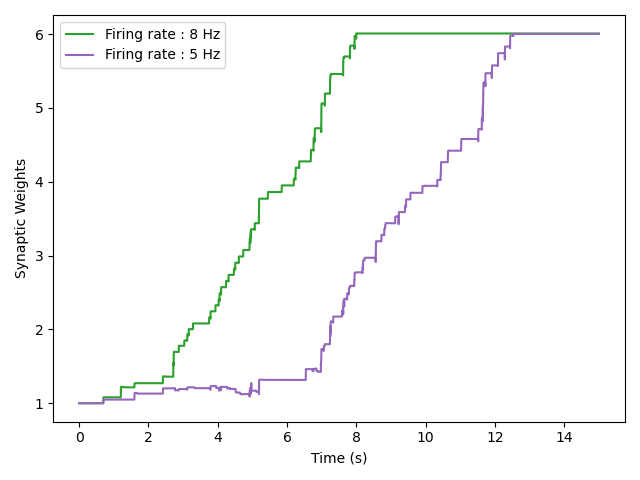 Firing rate : 8 Hz
Firing rate : 5 Hz
Synaptic Weights
6
5
4
3
2
1
0 2 4 6 8 10 12 14
Time (s)